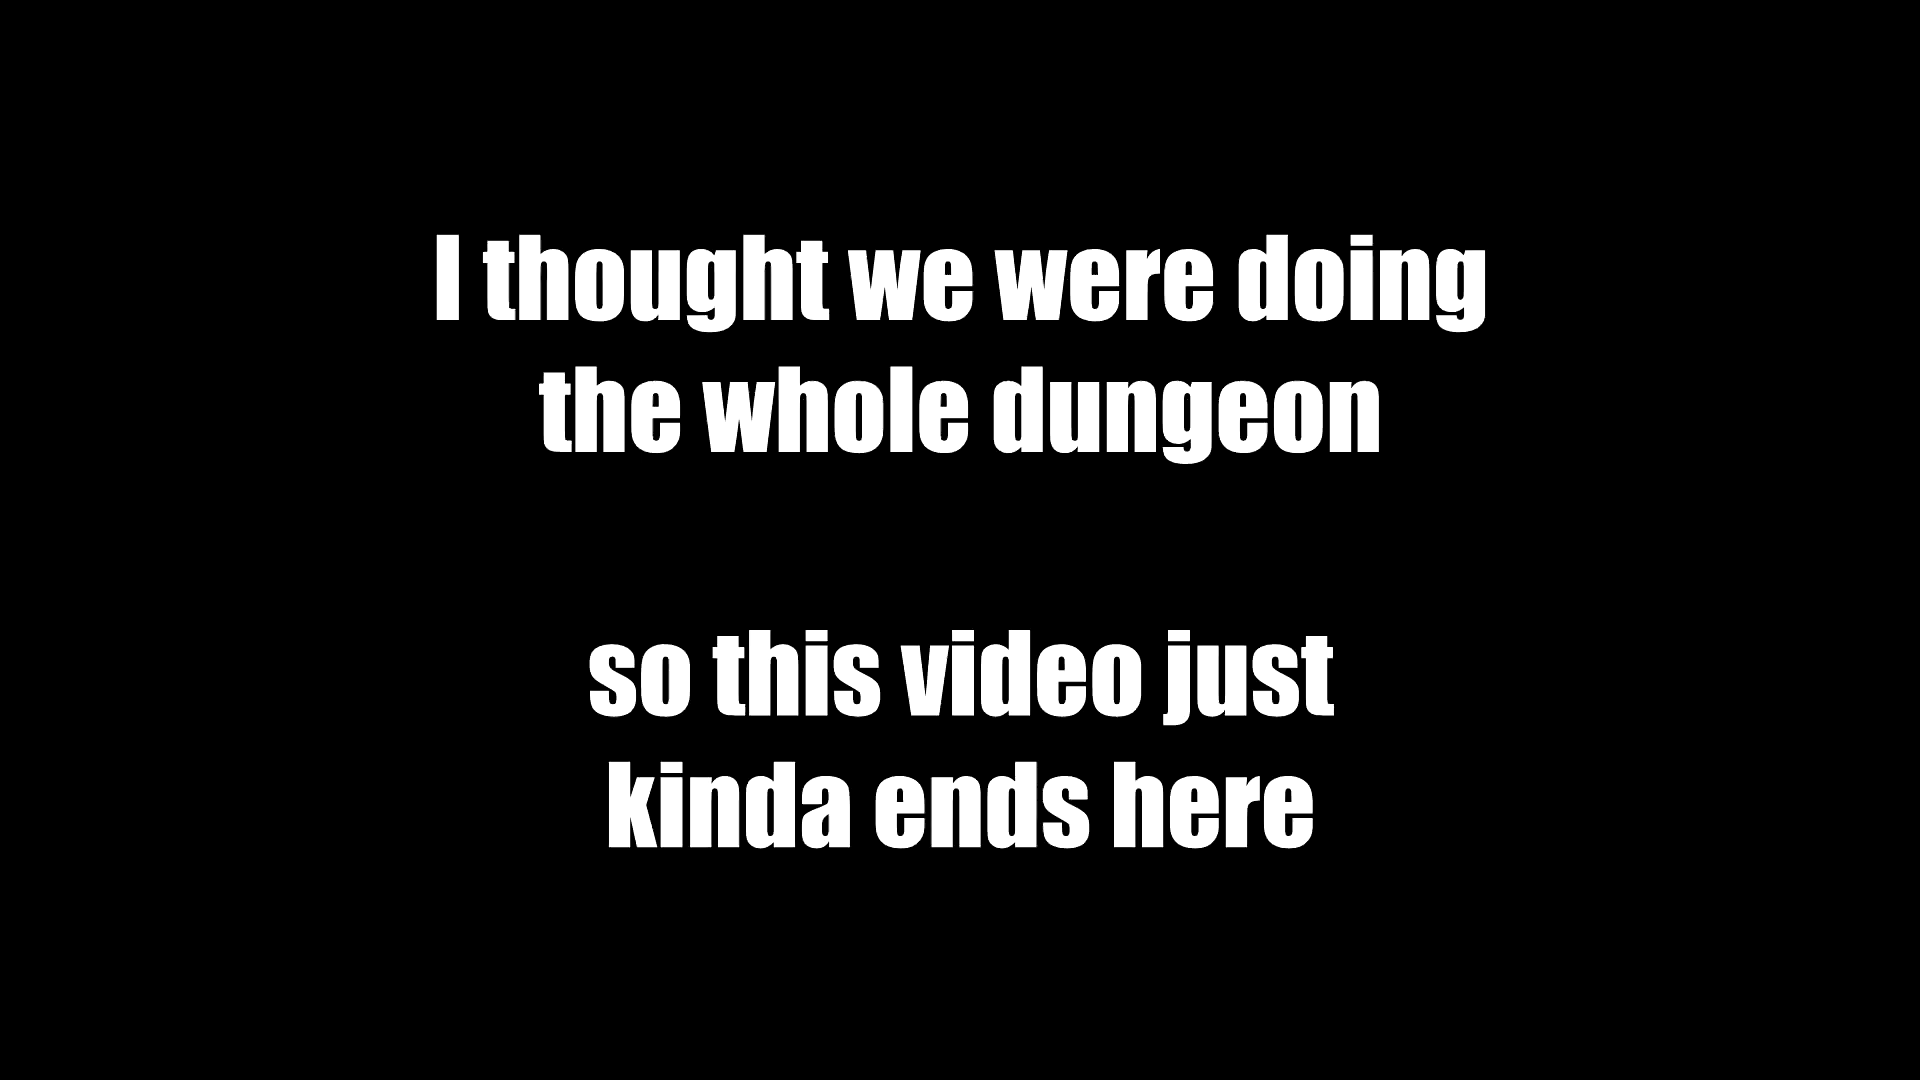 I thought we were doing
the whole dungeon
so this video just
kinda ends here